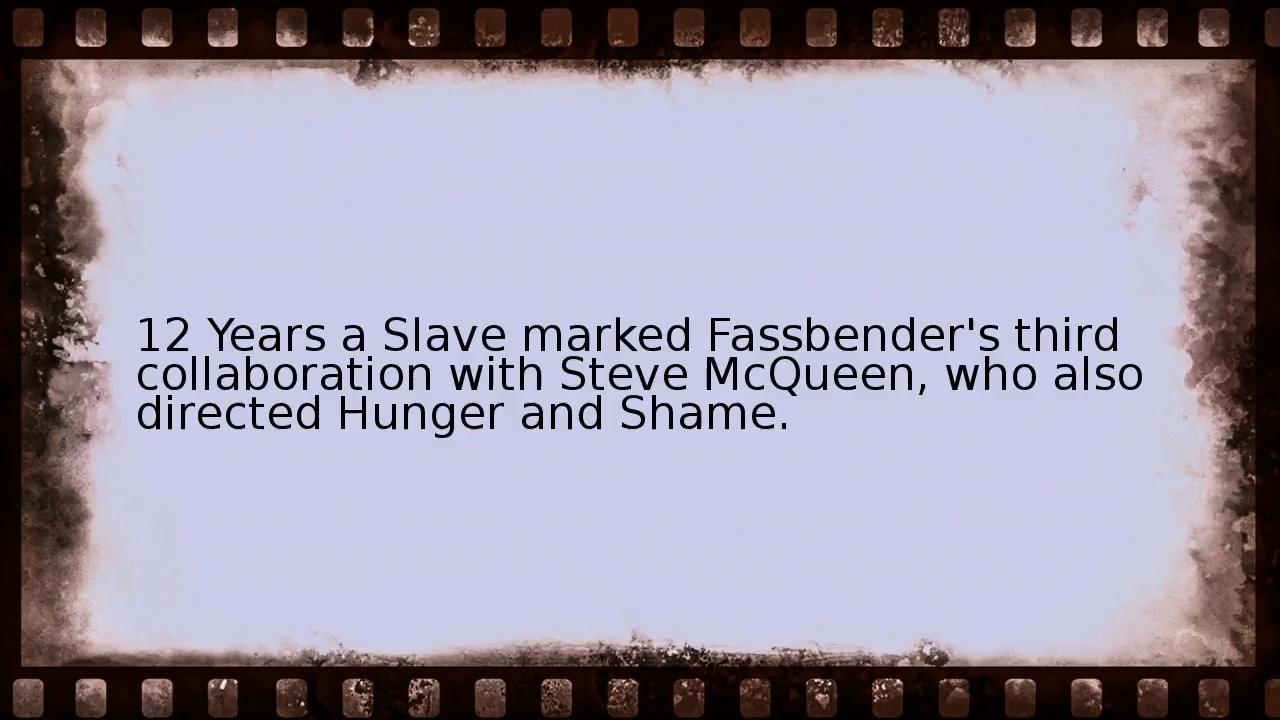 12 Years a Slave marked Fassbender's third
collaboration with Steve McQueen, who also
directed Hunger and Shame.